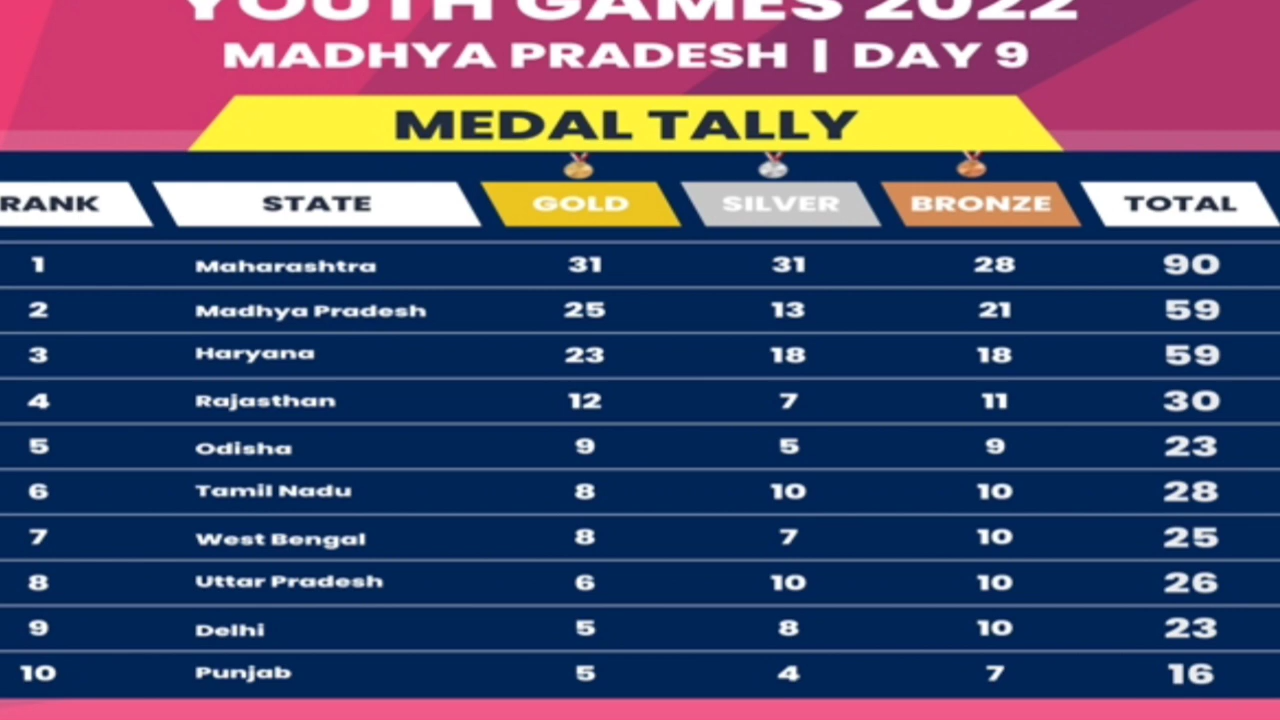 YOUTH GAMES 2022
MADHYA PRADESH | DAY 9
MEDAL TALLY
RANK STATE GOLD SILVER BRONZE TOTAL
1 Maharashtra 31 31 28 90
2 Madhya Pradesh 25 13 21 59
3 Haryana 23 18 18 59
4 Rajasthan 12 7 11 30
5 Odisha 9 5 9 23
6 Tamil Nadu 8 10 10 28
7 West Bengal 8 7 10 25
8 Uttar Pradesh 6 10 10 26
9 Delhi 5 8 10 23
10 Punjab 5 4 7 16